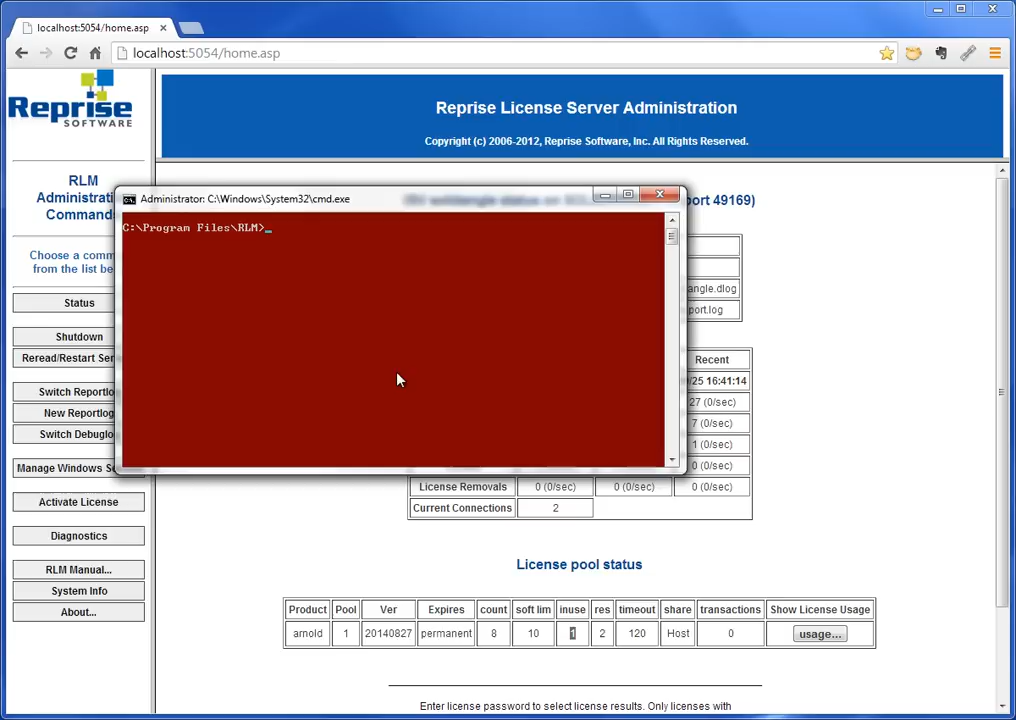 localhost:5054/home.asp
localhost:5054/home.asp
Reprise
SOFTWARE
Reprise License Server Administration
Copyright (c) 2006-2012, Reprise Software, Inc. All Rights Reserved.
RLM
Administrati
Command
Choose a comm
from the list be
Status
Shutdown
Reread/Restart Ser
Switch Reportlo
New Reportlog
Switch Debuglo
Manage Windows Se
Activate License
Diagnostics
RLM Manual...
System Info
About...
Administrator: C:\Windows\System32\cmd.exe
C:\Program Files\RLM>_
port 49169)
angle.dlog
port.log
Recent
/25 16:41:14
27 (0/sec)
7 (0/sec)
1 (0/sec)
0 (0/sec)
License Removals 0 (0/sec) 0 (0/sec) 0 (0/sec)
Current Connections 2
License pool status
Product Pool Ver Expires count soft lim inuse res timeout share transactions Show License Usage
arnold 1 20140827 permanent 8 10 1 2 120 Host 0 usage...
Enter license password to select license results. Only licenses with